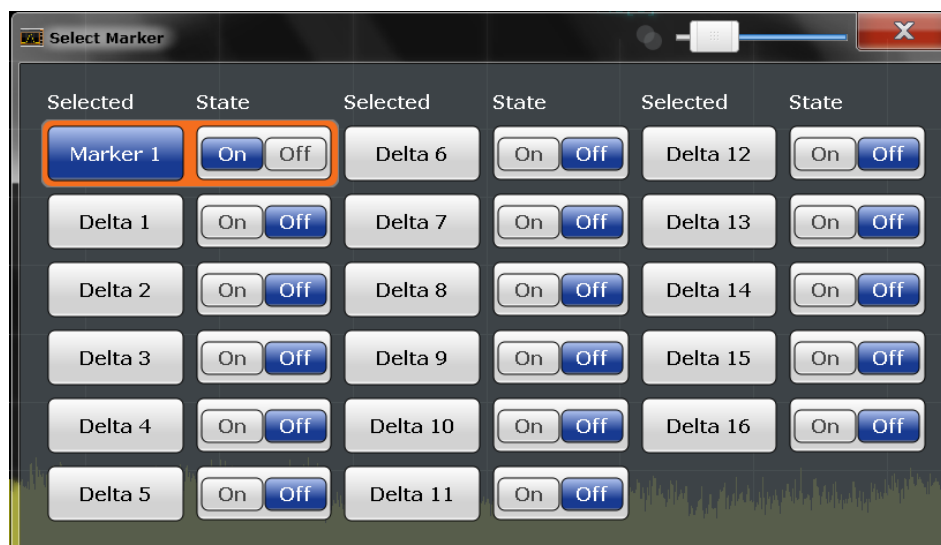 Select Marker
X
Selected State Selected State Selected State
Marker 1 On Off Delta 6 On Off Delta 12 On Off
Delta 1 On Off Delta 7 On Off Delta 13 On Off
Delta 2 On Off Delta 8 On Off Delta 14 On Off
Delta 3 On Off Delta 9 On Off Delta 15 On Off
Delta 4 On Off Delta 10 On Off Delta 16 On Off
Delta 5 On Off Delta 11 On Off